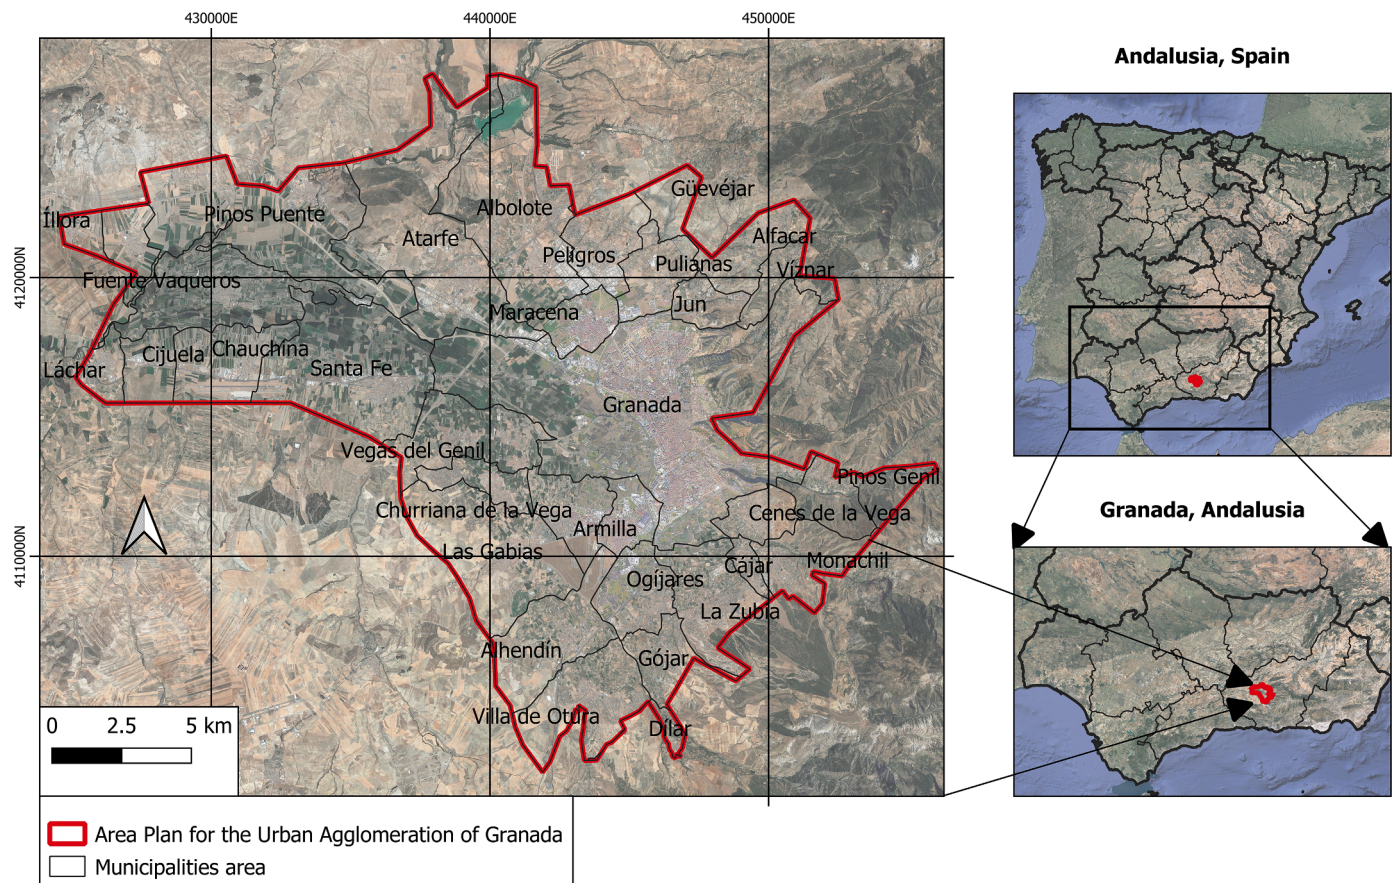 430000E
440000E
450000E
Andalusia, Spain
Güevéjar
Íllora
Pinos Puente
Albolote
Atarfe
Alfacar
Peligros
Pulianas
Víznar
4120000N
Fuente Vaqueros
Jun
Maracena
Cijuela
Chauchina
Santa Fe
Láchar
Granada
Vegas del Genil
Pinos Genil
Churriana de la Vega
Cenes de la Vega
Granada, Andalusia
Armilla
4110000N
Las Gabias
Monachil
Cájar
Ogíjares
La Zubia
Alhendín
Gójar
Villa de Otura
Dílar
0 2.5 5 km
Area Plan for the Urban Agglomeration of Granada
Municipalities area